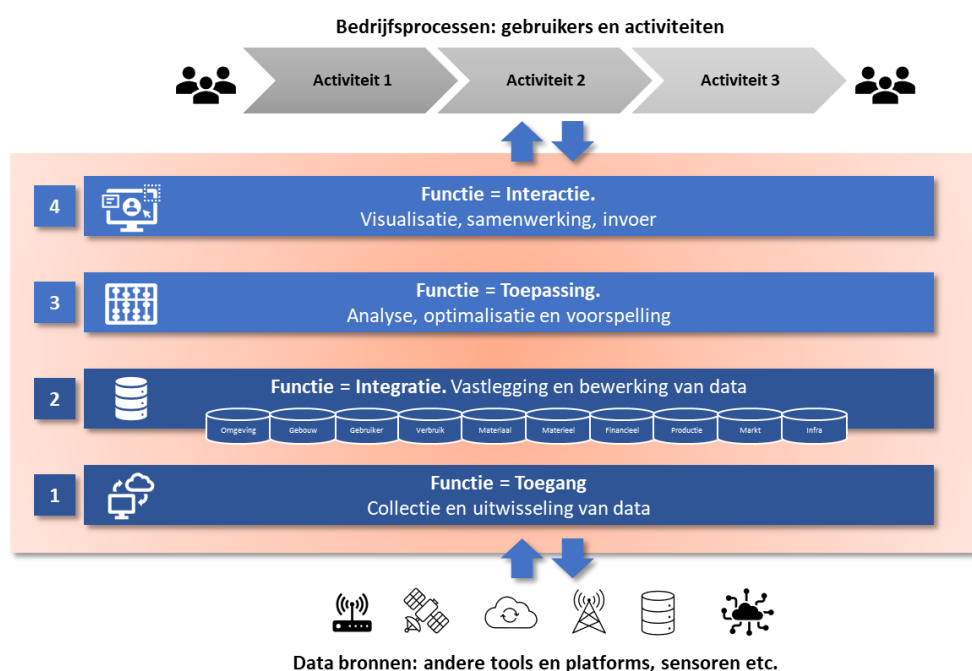 Bedrijfsprocessen: gebruikers en activiteiten
Activiteit 1
Activiteit 2
Activiteit 3
4
Functie = Interactie.
Visualisatie, samenwerking, invoer
3
Functie = Toepassing.
Analyse, optimalisatie en voorspelling
2
Functie = Integratie. Vastlegging en bewerking van data
Omgeving
Gebouw
Gebruiker
Verbruik
Materiaal
Materieel
Financieel
Productie
Markt
Infra
1
Functie = Toegang
Collectie en uitwisseling van data
Data bronnen: andere tools en platforms, sensoren etc.